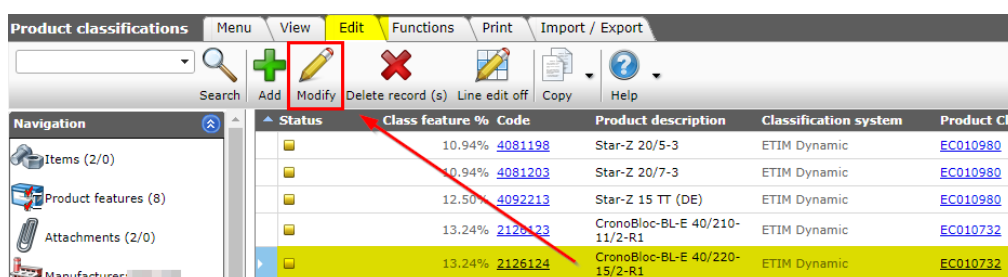 Product classifications Menu View Edit Functions Print Import / Export
Search Add Modify Delete record (s) Line edit off Copy Help
Navigation Status Class feature % Code Product description Classification system Product Cl
Items (2/0) 10.94% 4081198 Star-Z 20/5-3 ETIM Dynamic EC010980
10.94% 4081203 Star-Z 20/7-3 ETIM Dynamic EC010980
Product features (8) 12.50% 4092213 Star-Z 15 TT (DE) ETIM Dynamic EC010980
Attachments (2/0) 13.24% 2126123 CronoBloc-BL-E 40/210-
11/2-R1 ETIM Dynamic EC010732
Manufacturer: 13.24% 2126124 CronoBloc-BL-E 40/220-
15/2-R1 ETIM Dynamic EC010732